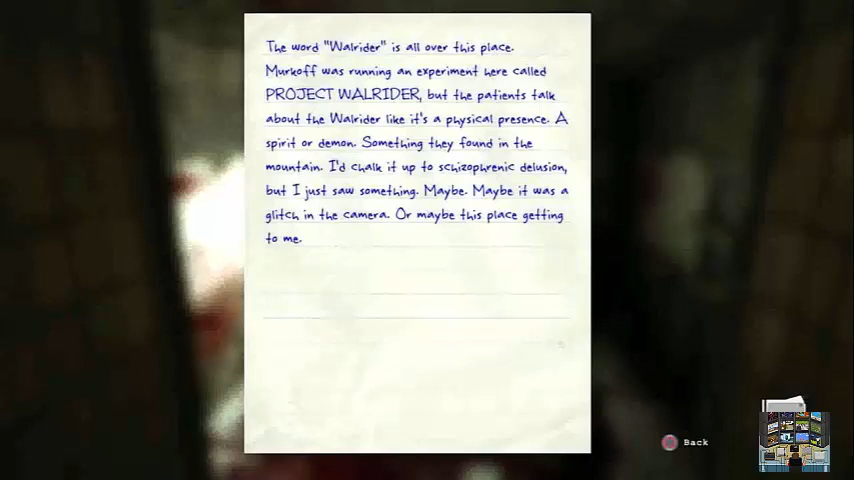 The word "Walrider" is all over this place.
Murkoff was running an experiment here called
PROJECT WALRIDER, but the patients talk
about the Walrider like it's a physical presence. A
spirit or demon. Something they found in the
mountain. I'd chalk it up to schizophrenic delusion,
but I just saw something. Maybe. Maybe it was a
glitch in the camera. Or maybe this place getting
to me.
Back